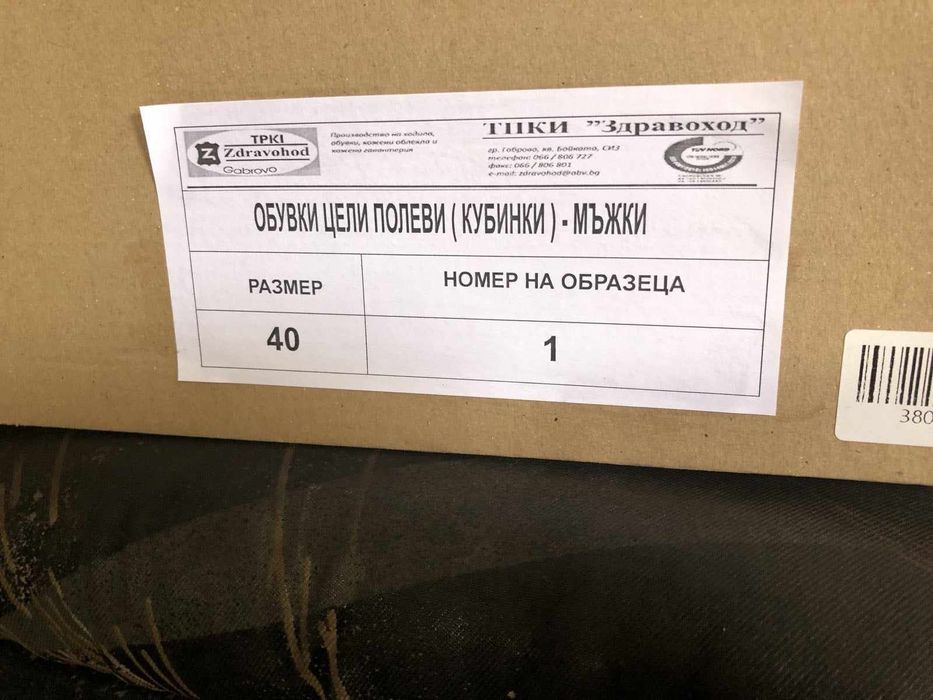 TPKI
Zdravohod
Gabrovo
Производство на ходила,
обувки, кожени облекла и
кожена галантерия
ТПКИ "Здравоход"
гр. Габрово, кв. Бойката, СИЗ
телефон: 066 / 806 727
факс: 066 / 806 801
e-mail: zdravohod@abv.bg
TÜV NORD
ОБУВКИ ЦЕЛИ ПОЛЕВИ ( КУБИНКИ ) - МЪЖКИ
РАЗМЕР
НОМЕР НА ОБРАЗЕЦА
40
1
380